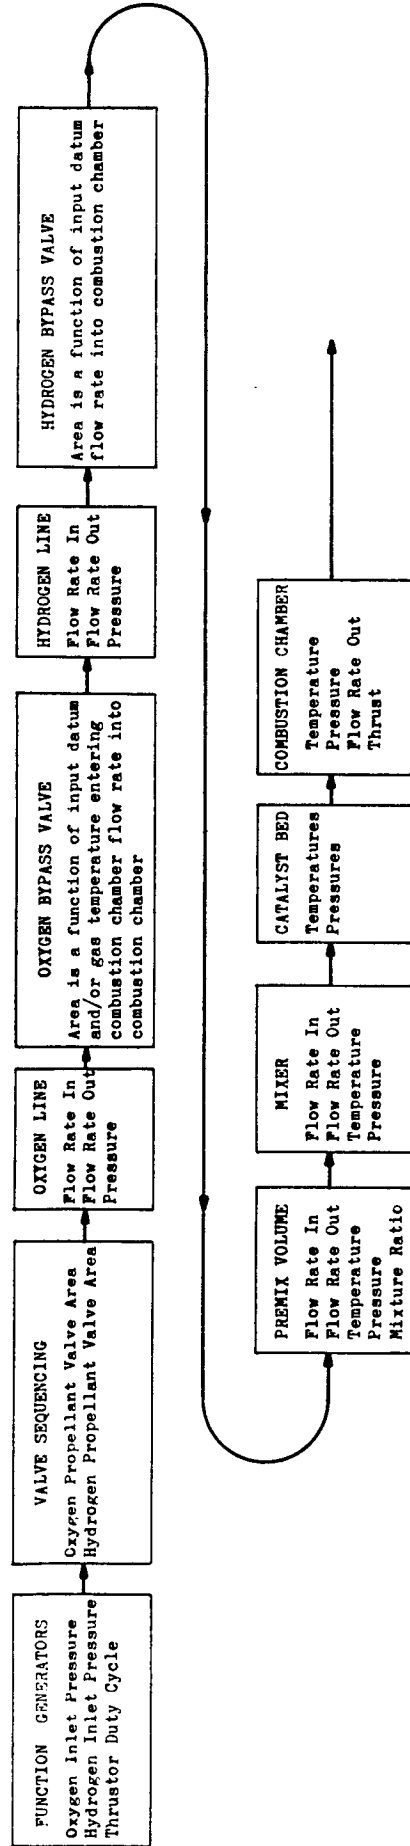 FUNCTION GENERATORS
Oxygen Inlet Pressure
Hydrogen Inlet Pressure
Thrustor Duty Cycle
VALVE SEQUENCING
Oxygen Propellant Valve Area
Hydrogen Propellant Valve Area
OXYGEN LINE
Flow Rate In
Flow Rate Out
Pressure
OXYGEN BYPASS VALVE
Area is a function of input datum
and/or gas temperature entering
combustion chamber flow rate into
combustion chamber
HYDROGEN LINE
Flow Rate In
Flow Rate Out
Pressure
HYDROGEN BYPASS VALVE
Area is a function of input datum
flow rate into combustion chamber
PREMIX VOLUME
Flow Rate In
Flow Rate Out
Temperature
Pressure
Mixture Ratio
MIXER
Flow Rate In
Flow Rate Out
Temperature
Pressure
CATALYST BED
Temperatures
Pressures
COMBUSTION CHAMBER
Temperature
Pressure
Flow Rate Out
Thrust